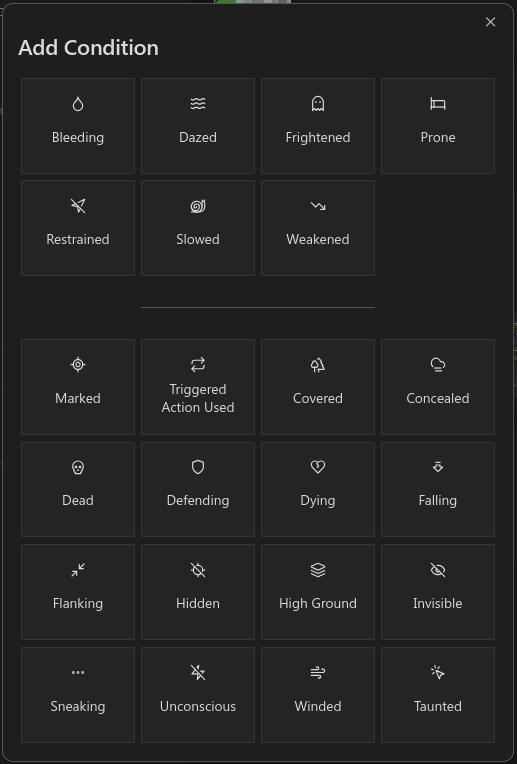 Add Condition
Bleeding
Dazed
Frightened
Prone
Restrained
Slowed
Weakened
Marked
Triggered
Action Used
Covered
Concealed
Dead
Defending
Dying
Falling
Flanking
Hidden
High Ground
Invisible
Sneaking
Unconscious
Winded
Taunted